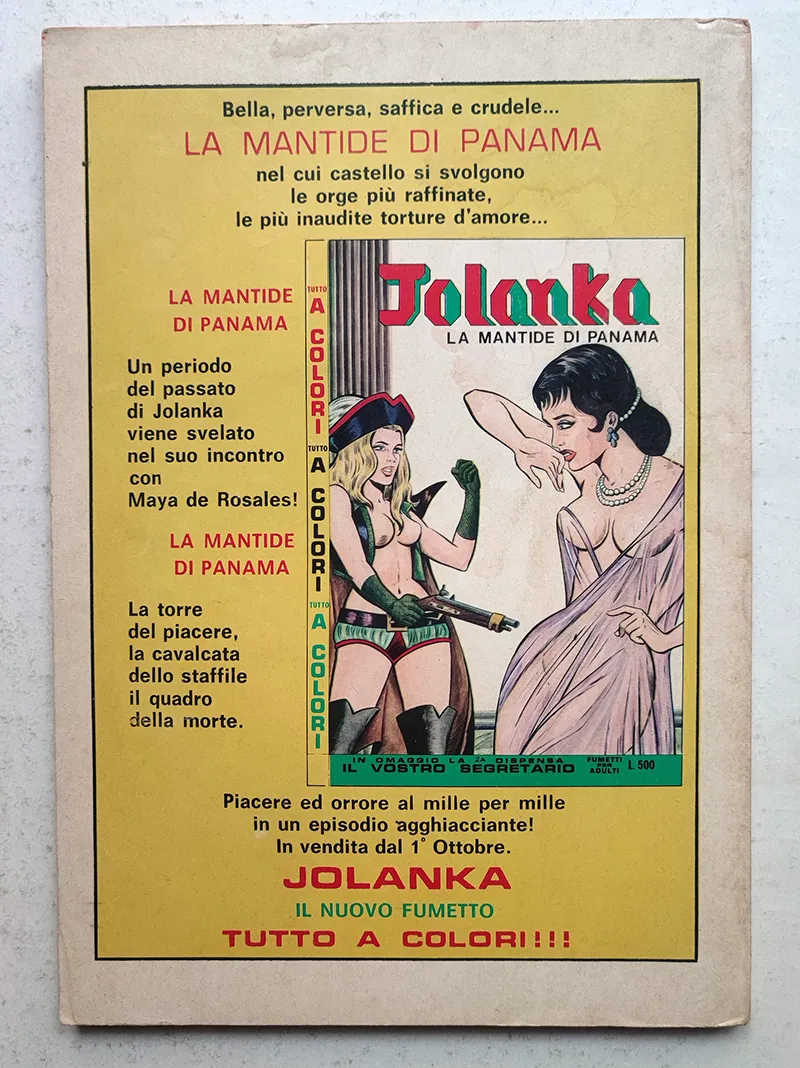 Bella, perversa, saffica e crudele...
LA MANTIDE DI PANAMA
nel cui castello si svolgono
le orge più raffinate,
le più inaudite torture d'amore...
LA MANTIDE
DI PANAMA
Un periodo
del passato
di Jolanka
viene svelato
nel suo incontro
con
Maya de Rosales!
LA MANTIDE
DI PANAMA
La torre
del piacere,
la cavalcata
dello staffile
il quadro
della morte.
TUTTO
A COLORI
TUTTO
A COLORI
TUTTO
A COLORI
Jolanka
LA MANTIDE DI PANAMA
IN OMAGGIO LA 2a DISPENSA
IL VOSTRO SEGRETARIO
FUMETTI
PER
ADULTI
L. 500
Piacere ed orrore al mille per mille
in un episodio agghiacciante!
In vendita dal 1° Ottobre.
JOLANKA
IL NUOVO FUMETTO
TUTTO A COLORI!!!